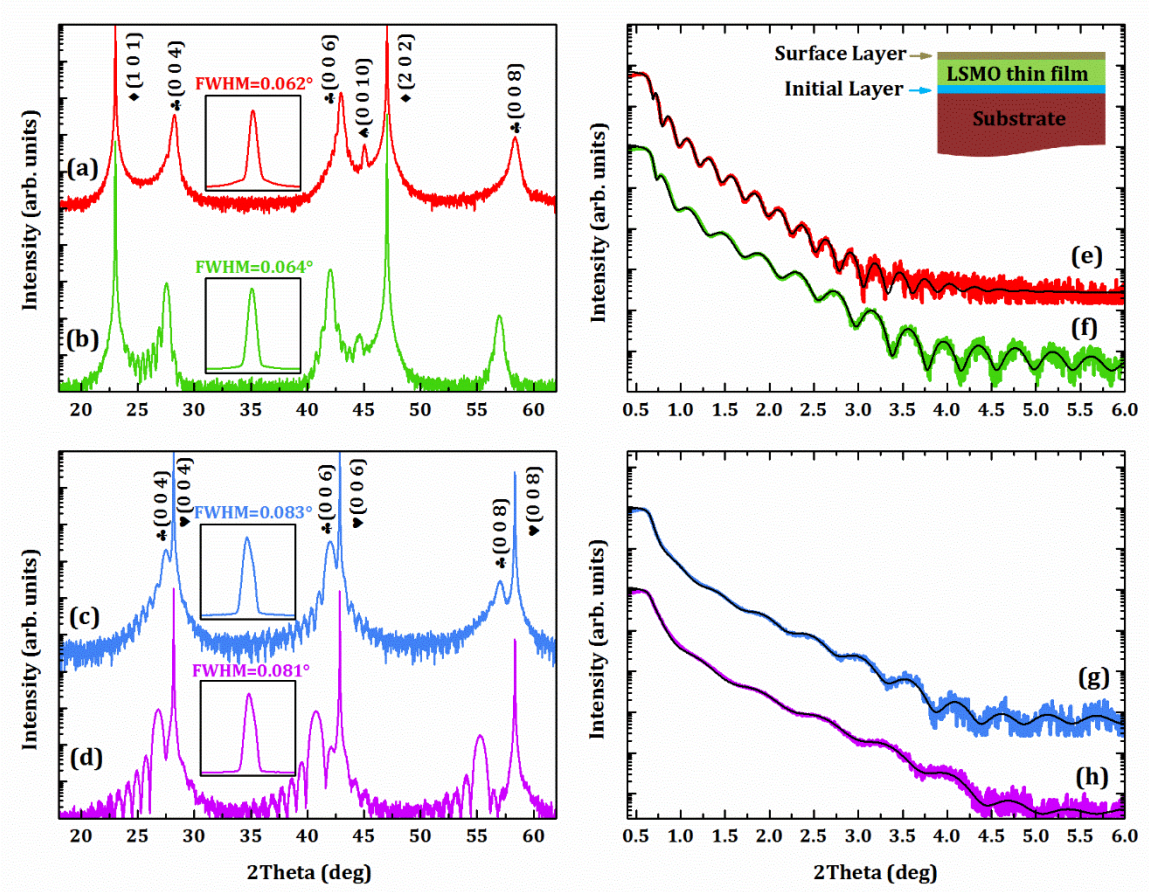 ♦(1 0 1)
♣(0 0 4)
FWHM=0.062°
♣(0 0 6)
♠(0 0 10)
♦(2 0 2)
♣(0 0 8)
(a)
FWHM=0.064°
(b)
Intensity (arb. units)
20 25 30 35 40 45 50 55 60
Surface Layer
LSMO thin film
Initial Layer
Substrate
(e)
(f)
Intensity (arb. units)
0.5 1.0 1.5 2.0 2.5 3.0 3.5 4.0 4.5 5.0 5.5 6.0
♣(0 0 4)
♥(0 0 4)
FWHM=0.083°
♣(0 0 6)
♥(0 0 6)
♣(0 0 8)
♥(0 0 8)
(c)
FWHM=0.081°
(d)
Intensity (arb. units)
20 25 30 35 40 45 50 55 60
2Theta (deg)
(g)
(h)
Intensity (arb. units)
0.5 1.0 1.5 2.0 2.5 3.0 3.5 4.0 4.5 5.0 5.5 6.0
2Theta (deg)